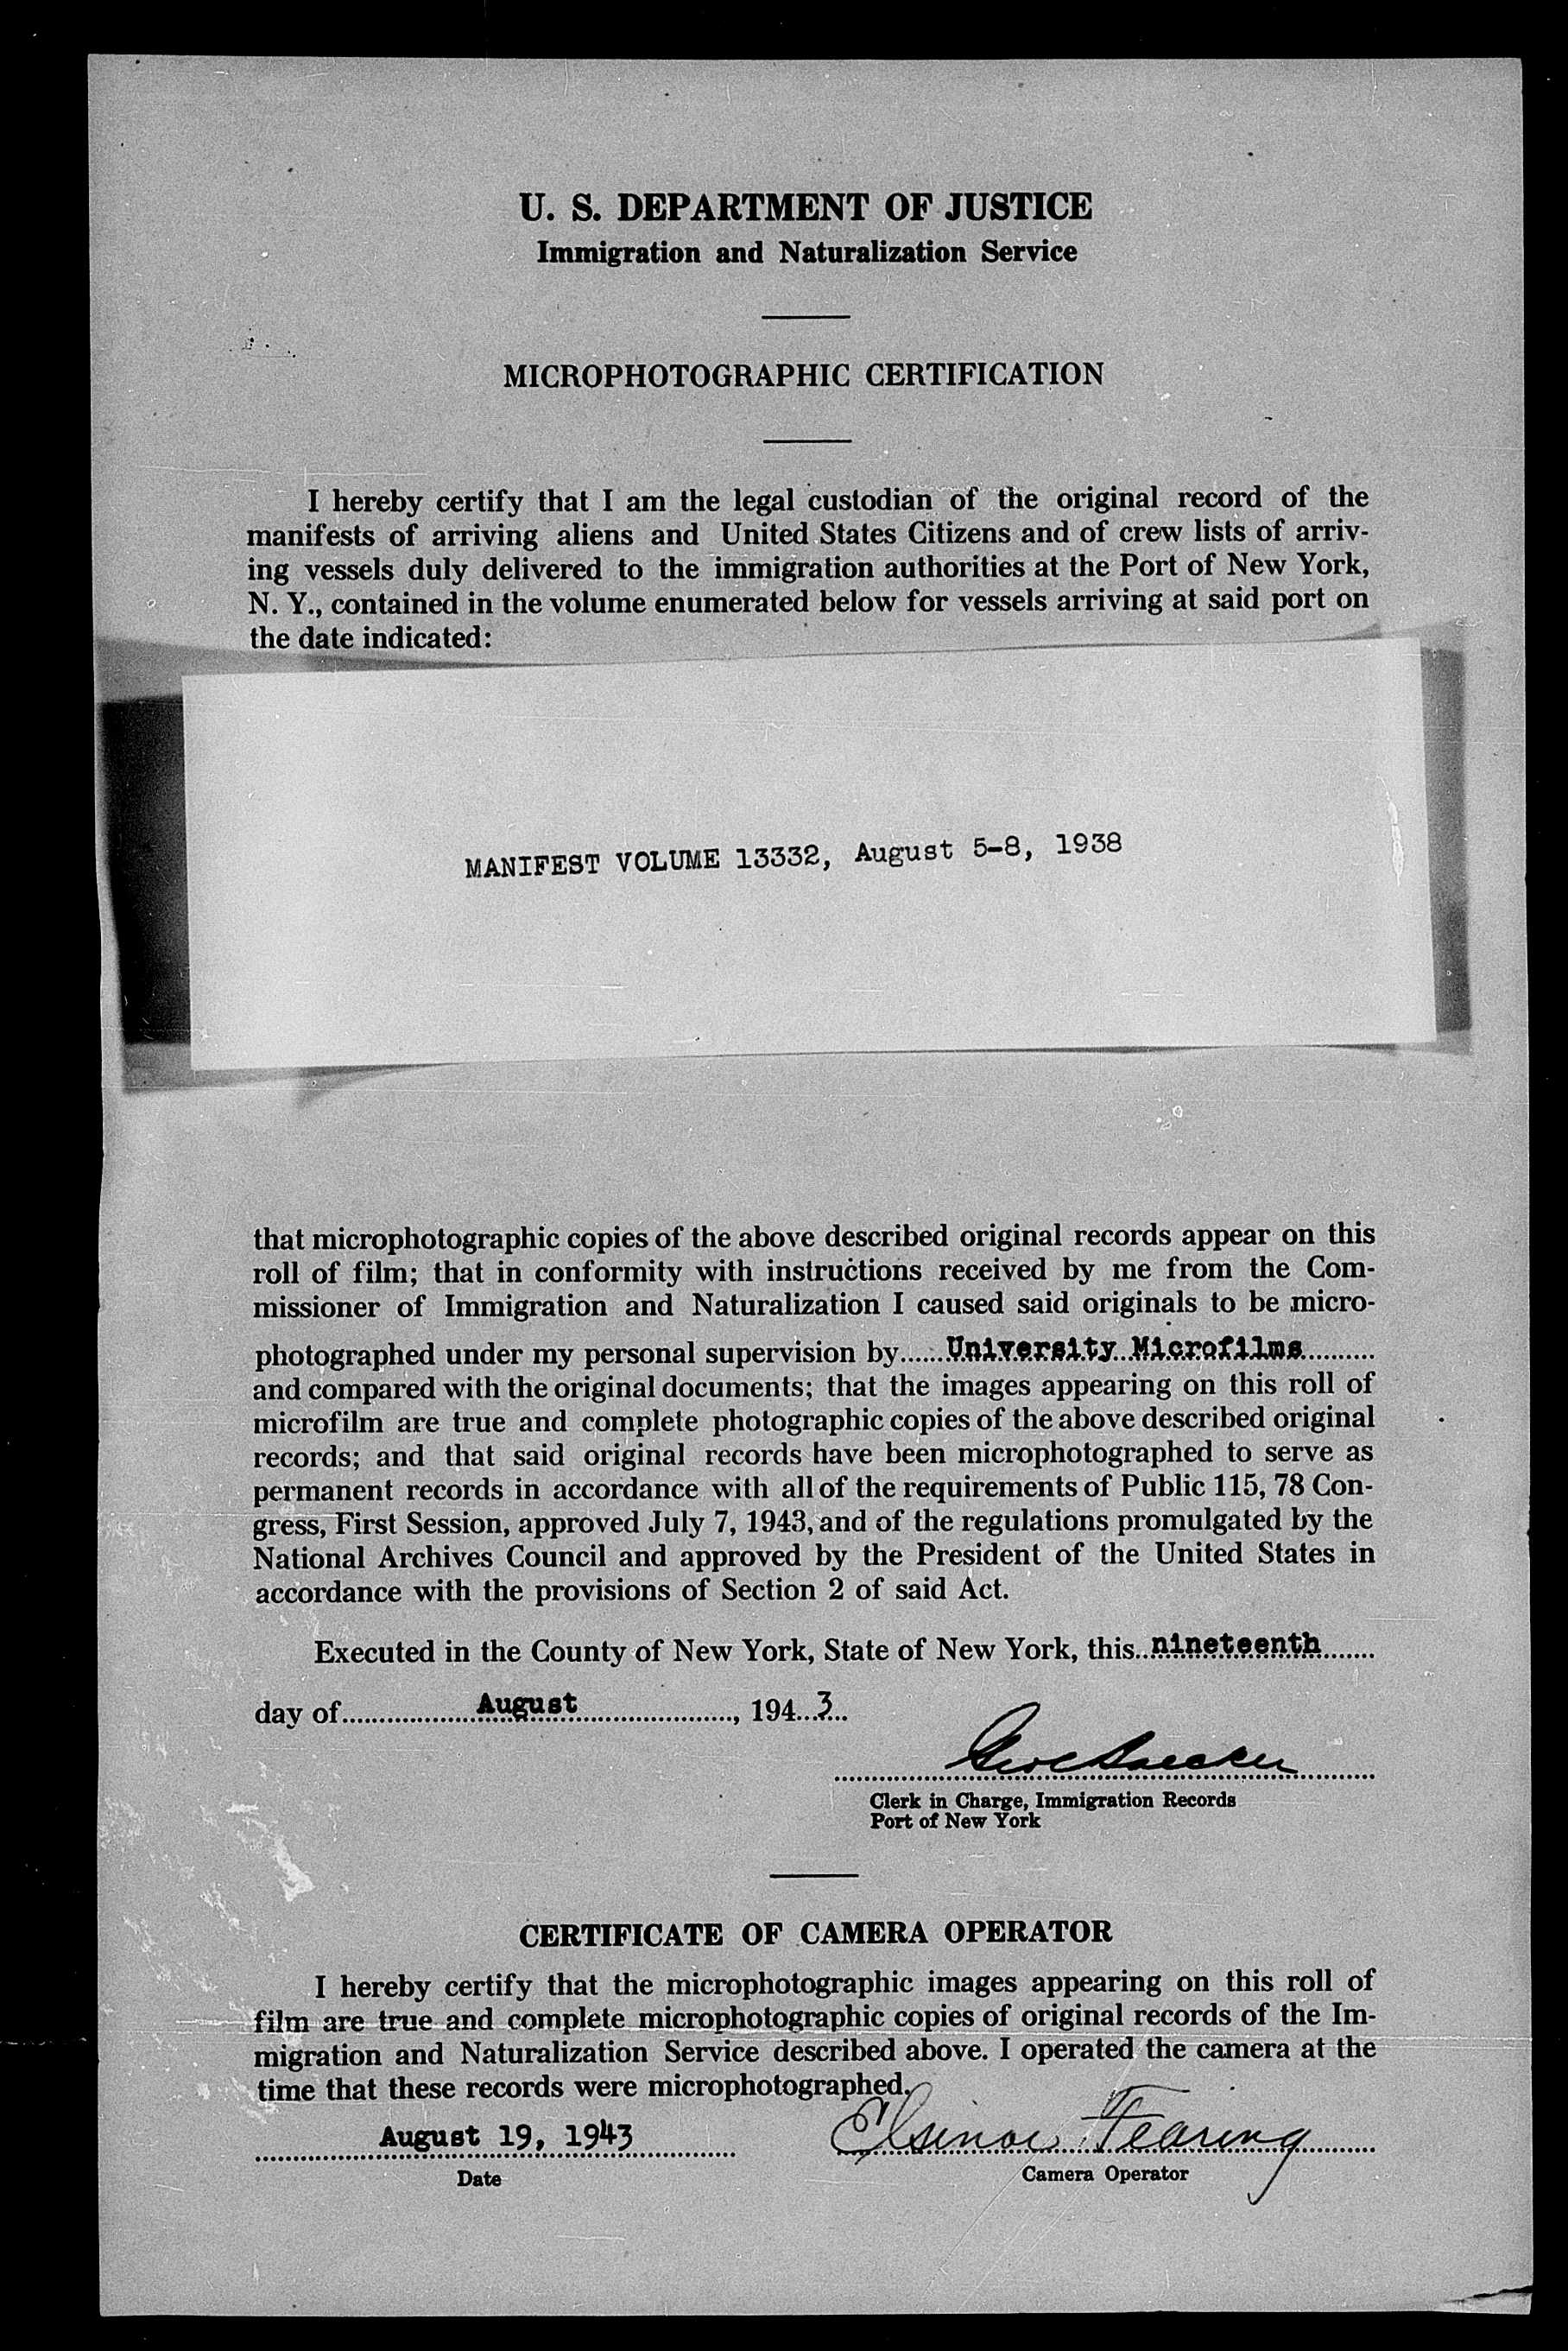 U. S. DEPARTMENT OF JUSTICE
Immigration and Naturalization Service
MICROPHOTOGRAPHIC CERTIFICATION
I hereby certify that I am the legal custodian of the original record of the
manifests of arriving aliens and United States Citizens and of crew lists of arriv-
ing vessels duly delivered to the immigration authorities at the Port of New York,
N. Y., contained in the volume enumerated below for vessels arriving at said port on
the date indicated:
MANIFEST VOLUME 13332, August 5-8, 1938
that microphotographic copies of the above described original records appear on this
roll of film; that in conformity with instructions received by me from the Com-
missioner of Immigration and Naturalization I caused said originals to be micro-
photographed under my personal supervision by University Microfilms
and compared with the original documents; that the images appearing on this roll of
microfilm are true and complete photographic copies of the above described original
records; and that said original records have been microphotographed to serve as
permanent records in accordance with all of the requirements of Public 115, 78 Con-
gress, First Session, approved July 7, 1943, and of the regulations promulgated by the
National Archives Council and approved by the President of the United States in
accordance with the provisions of Section 2 of said Act.
Executed in the County of New York, State of New York, this nineteenth
day of August, 1943
Clerk in Charge, Immigration Records
Port of New York
CERTIFICATE OF CAMERA OPERATOR
I hereby certify that the microphotographic images appearing on this roll of
film are true and complete microphotographic copies of original records of the Im-
migration and Naturalization Service described above. I operated the camera at the
time that these records were microphotographed.
August 19, 1943 Elsinor Fearing
Date Camera Operator